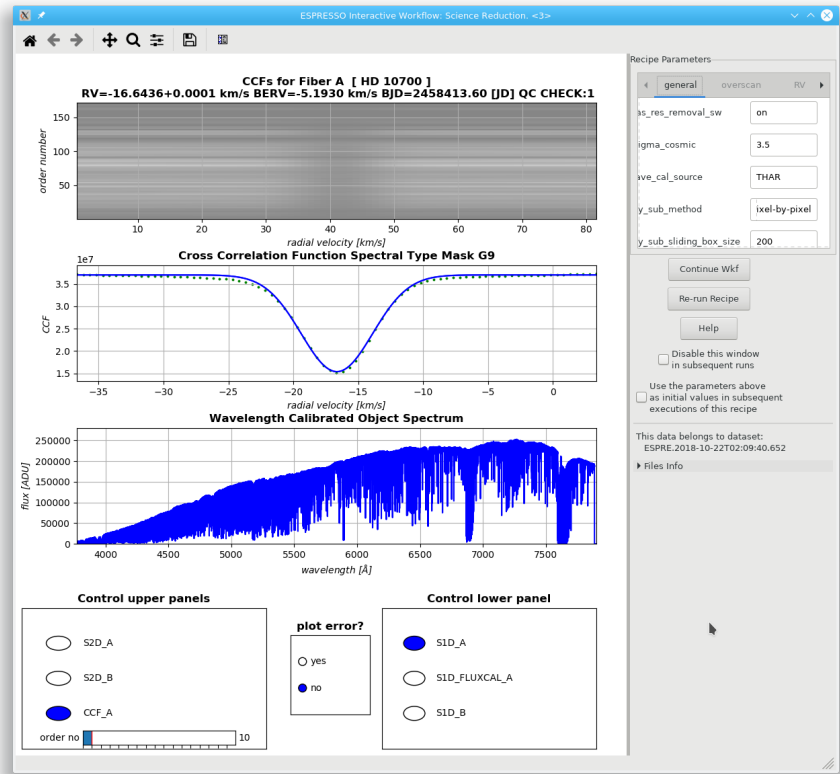 ESPRESSO Interactive Workflow: Science Reduction. <3>
CCFs for Fiber A [ HD 10700 ]
RV=-16.6436+0.0001 km/s BERV=-5.1930 km/s BJD=2458413.60 [JD] QC CHECK:1
order number
150
100
50
10 20 30 40 50 60 70 80
radial velocity [km/s]
Cross Correlation Function Spectral Type Mask G9
1e7
CCF
3.5
3.0
2.5
2.0
1.5
−35 −30 −25 −20 −15 −10 −5 0
radial velocity [km/s]
Wavelength Calibrated Object Spectrum
flux [ADU]
250000
200000
150000
100000
50000
0
4000 4500 5000 5500 6000 6500 7000 7500
wavelength [Å]
Control upper panels
S2D_A
S2D_B
CCF_A
order no 10
plot error?
yes
no
Control lower panel
S1D_A
S1D_FLUXCAL_A
S1D_B
Recipe Parameters
general overscan RV
as_res_removal_sw on
igma_cosmic 3.5
ave_cal_source THAR
y_sub_method ixel-by-pixel
y_sub_sliding_box_size 200
Continue Wkf
Re-run Recipe
Help
Disable this window
in subsequent runs
Use the parameters above
as initial values in subsequent
executions of this recipe
This data belongs to dataset:
ESPRE.2018-10-22T02:09:40.652
Files Info